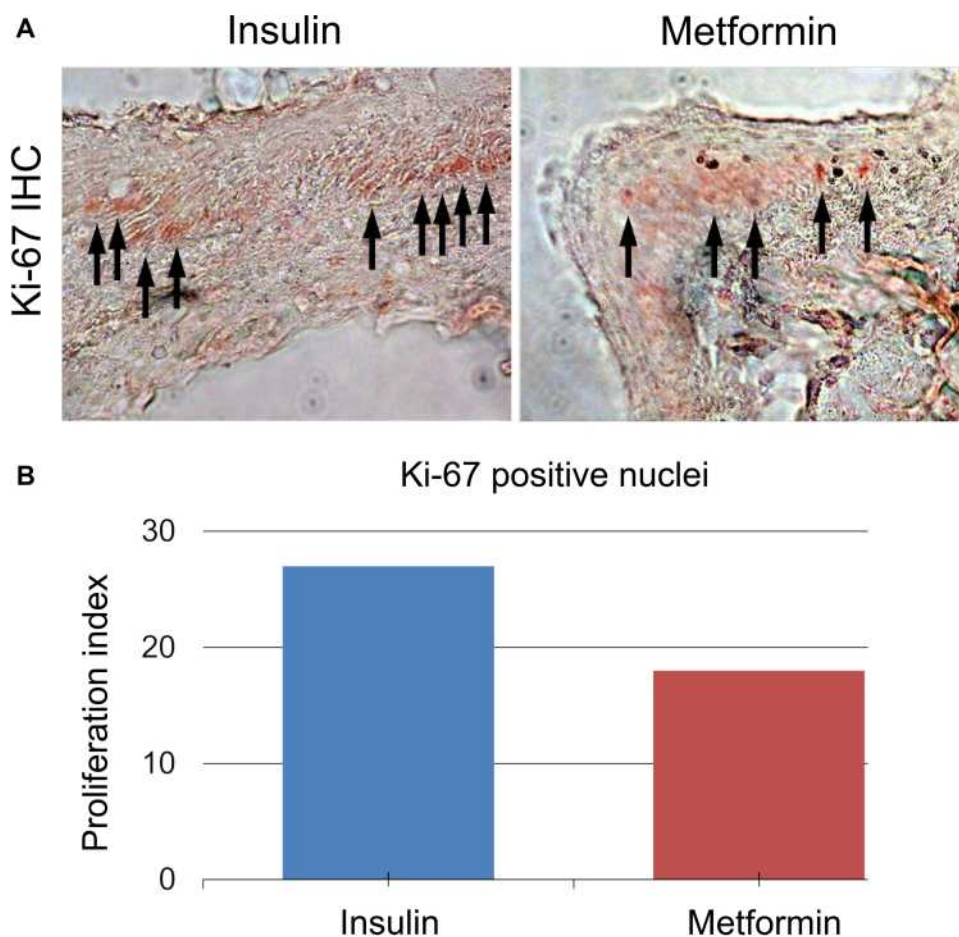 A
Insulin
Metformin
Ki-67 IHC
B
Ki-67 positive nuclei
Proliferation index
30
20
10
0
Insulin
Metformin